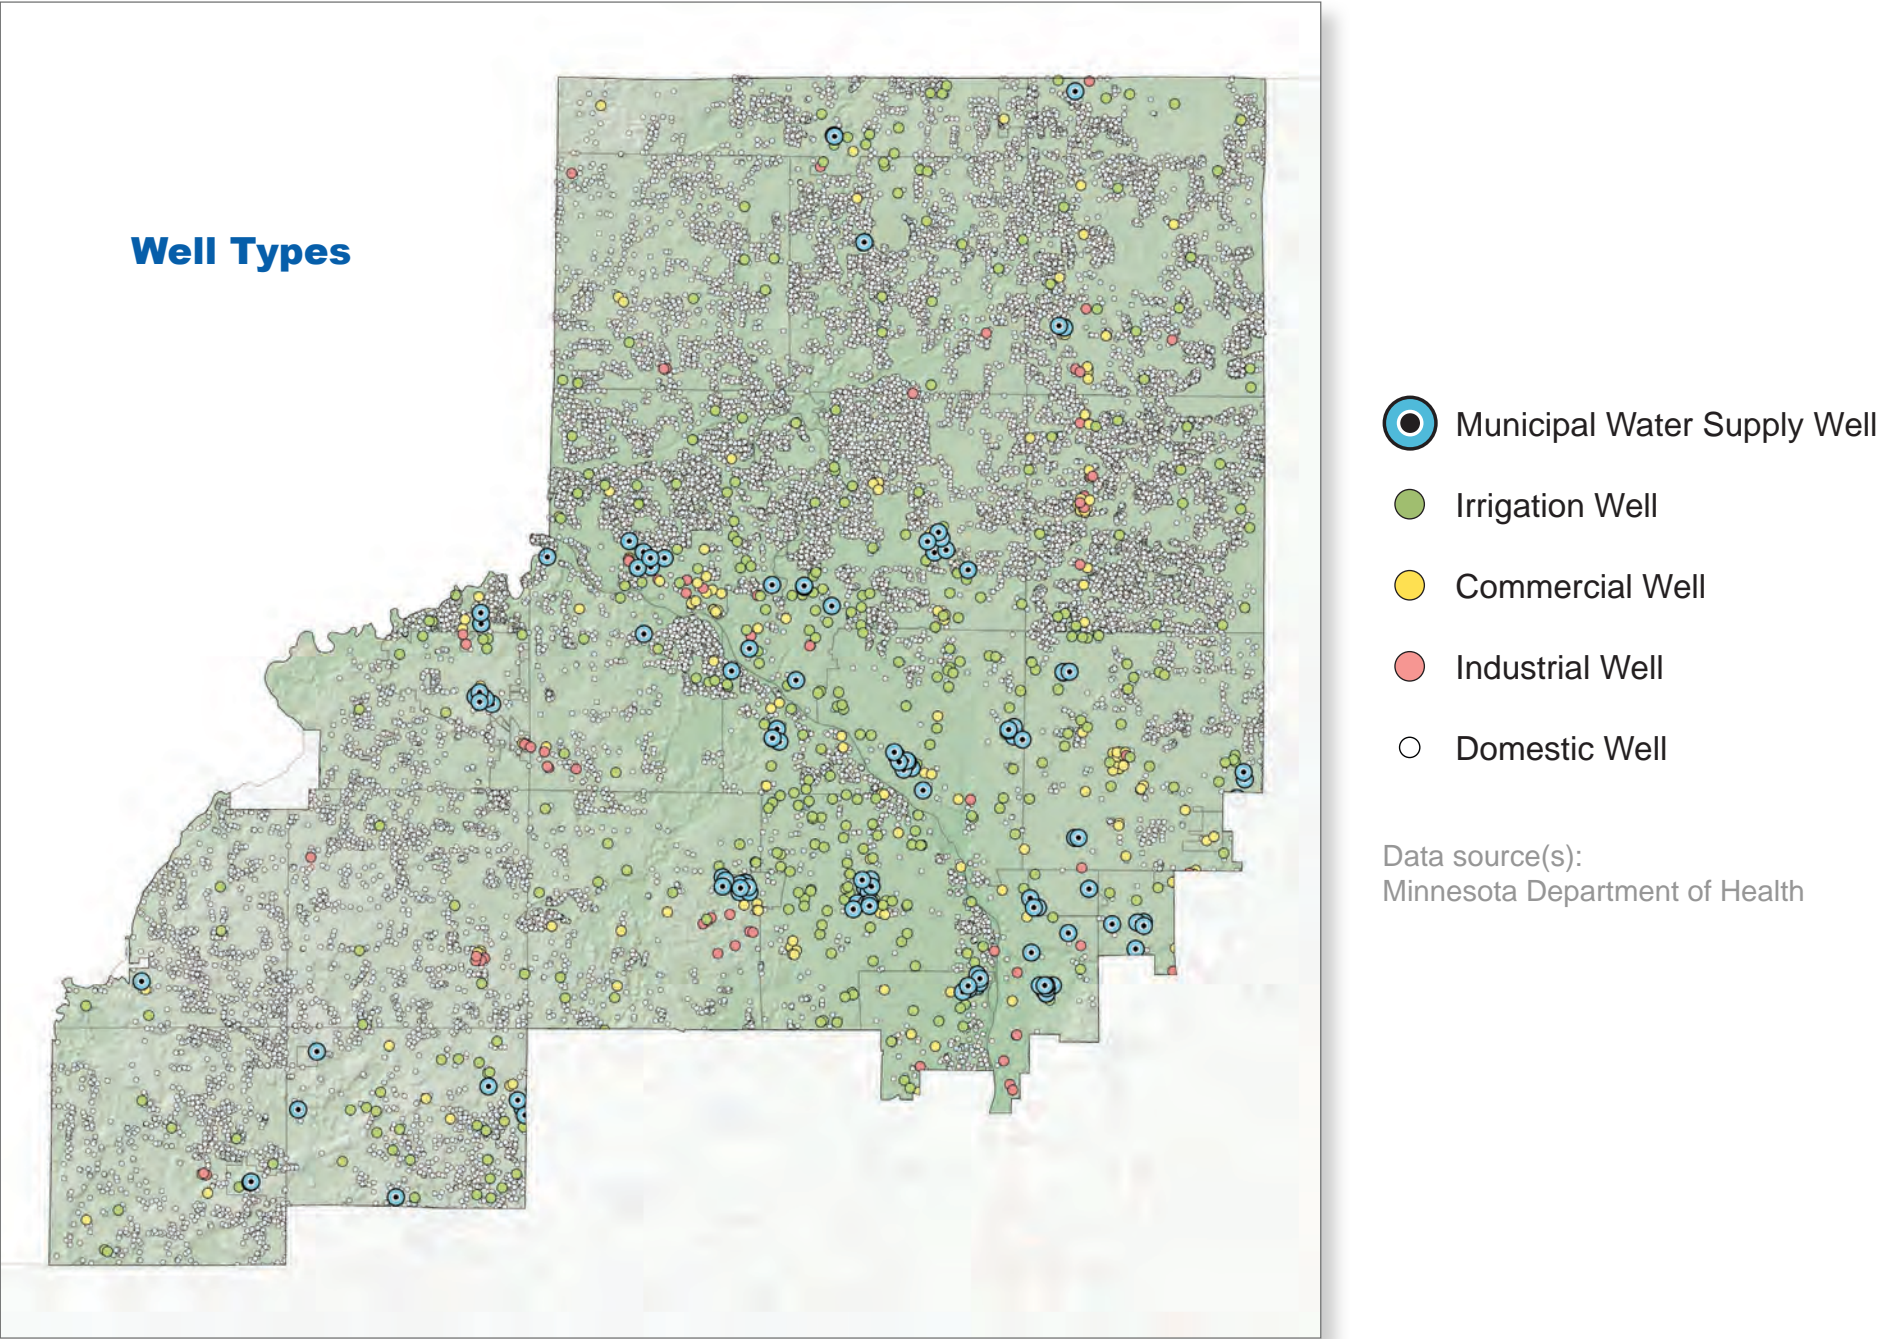 Well Types
Municipal Water Supply Well
Irrigation Well
Commercial Well
Industrial Well
Domestic Well
Data source(s):
Minnesota Department of Health